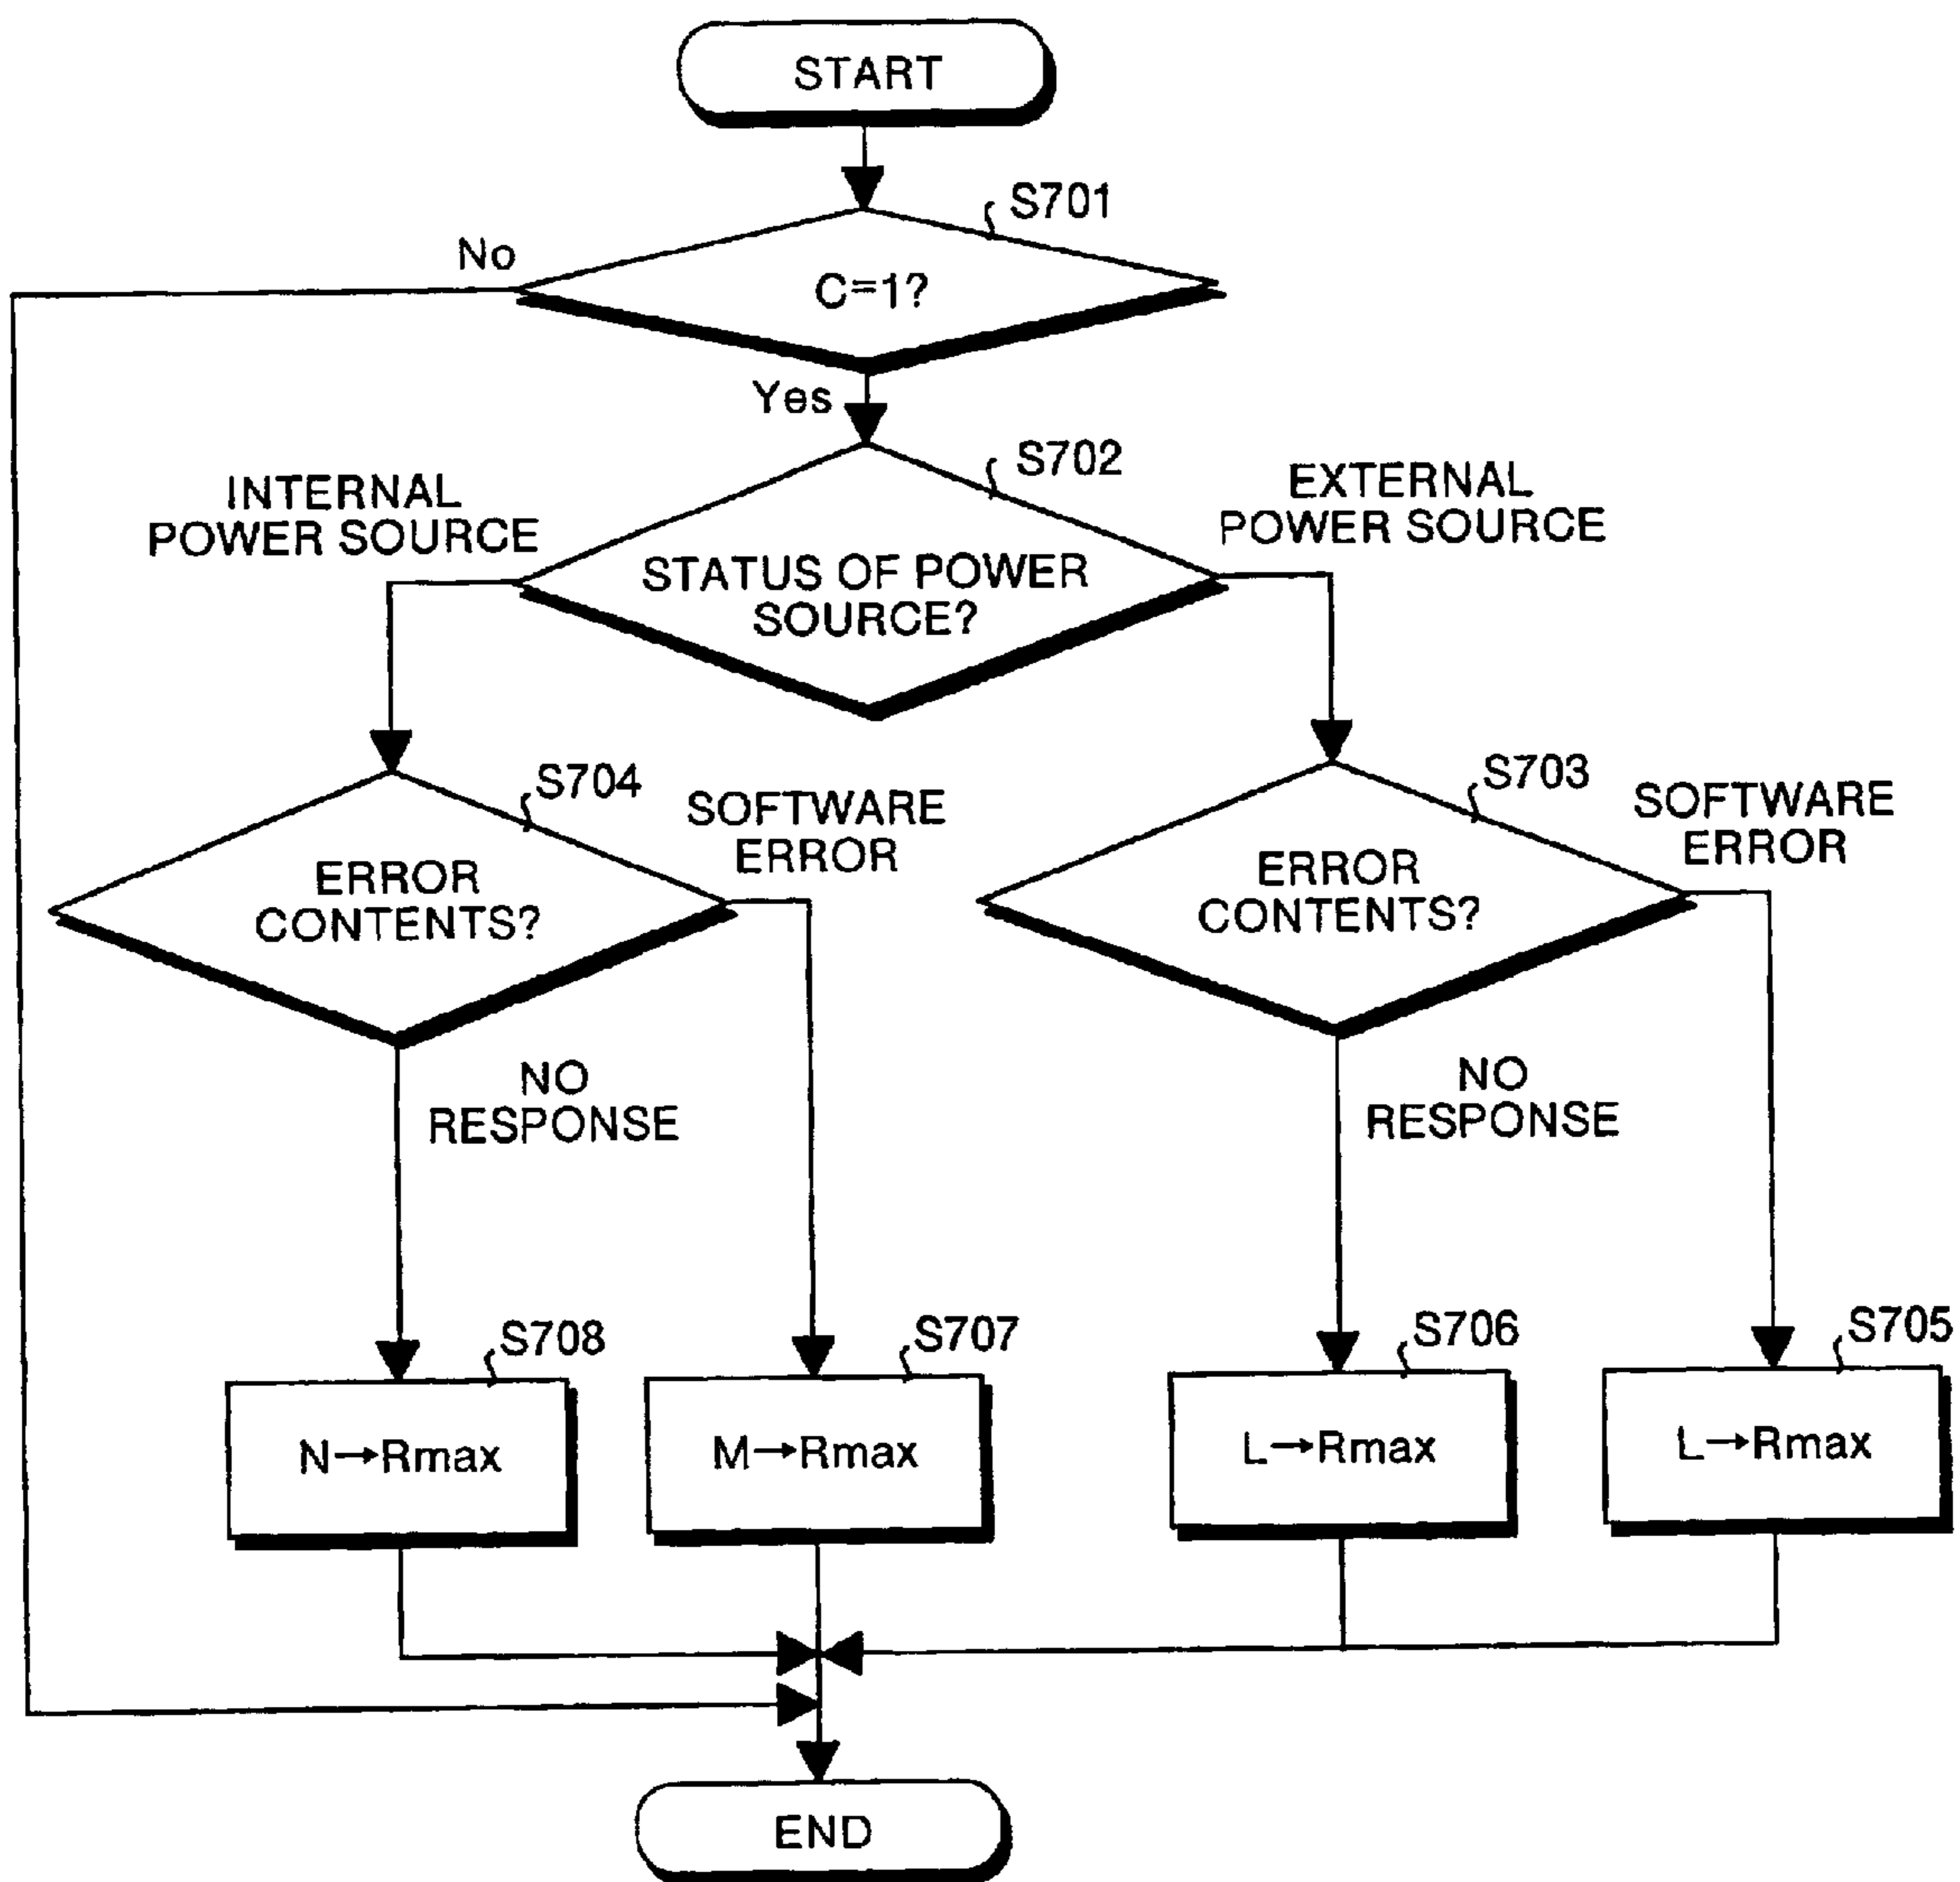 START
S701
No
C=1?
Yes
S702
INTERNAL
POWER SOURCE
EXTERNAL
POWER SOURCE
STATUS OF POWER
SOURCE?
S704
SOFTWARE
ERROR
ERROR
CONTENTS?
S703
SOFTWARE
ERROR
ERROR
CONTENTS?
NO
RESPONSE
NO
RESPONSE
S708
N→Rmax
S707
M→Rmax
S706
L→Rmax
S705
L→Rmax
END